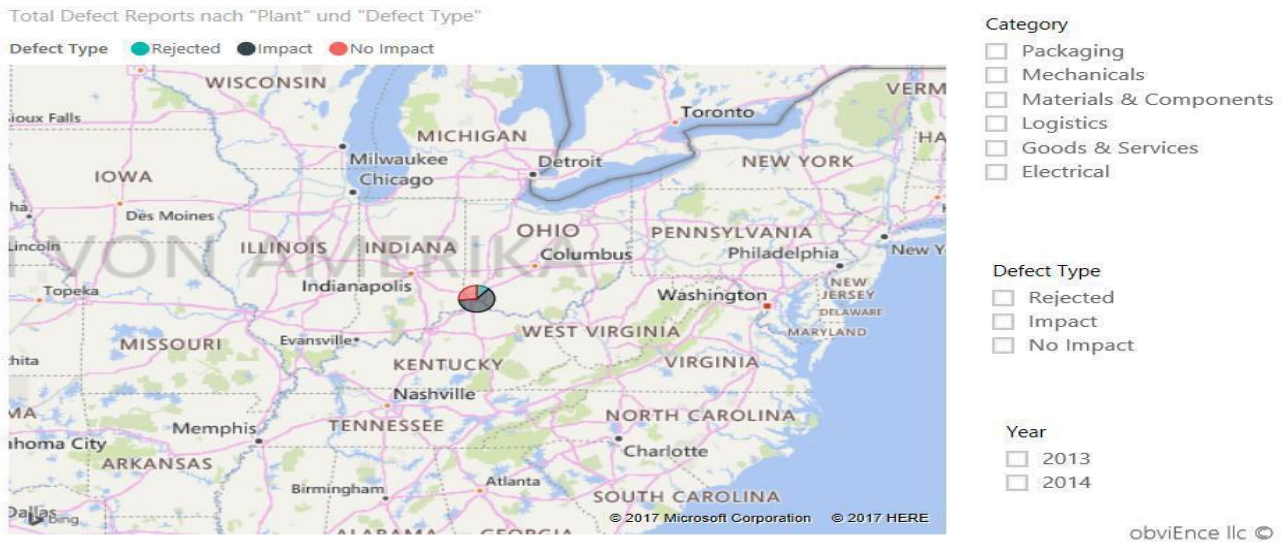 Total Defect Reports nach "Plant" und "Defect Type"
Defect Type Rejected Impact No Impact
WISCONSIN
VERM
ioux Falls
Toronto
MICHIGAN
HA
Milwaukee
Detroit
NEW YORK
Chicago
IOWA
ha
Des Moines
OHIO
PENNSYLVANIA
Lincoln
ILLINOIS
INDIANA
Columbus
Philadelphia
New Y
VON AMERIKA
Topeka
Indianapolis
Washington
NEW
JERSEY
DELAWARE
MISSOURI
Evansville
WEST VIRGINIA
MARYLAND
hita
KENTUCKY
VIRGINIA
Nashville
MA
Memphis
TENNESSEE
NORTH CAROLINA
ahoma City
Charlotte
ARKANSAS
Birmingham
Atlanta
SOUTH CAROLINA
Dallas
Bing
ALABAMA
GEORGIA
© 2017 Microsoft Corporation © 2017 HERE
Category
Packaging
Mechanicals
Materials & Components
Logistics
Goods & Services
Electrical
Defect Type
Rejected
Impact
No Impact
Year
2013
2014
obviEnce llc ©